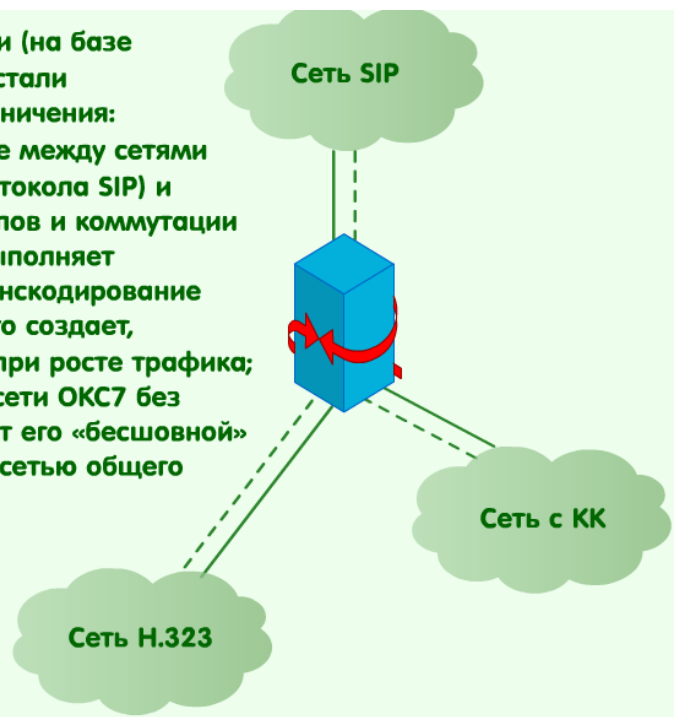 и (на базе
стали
ничения:
е между сетями
токола SIP) и
лов и коммутации
ыполняет
нскодирование
го создает,
при росте трафика;
сети ОКС7 без
т его «бесшовной»
сетью общего
Сеть SIP
Сеть с КК
Сеть H.323